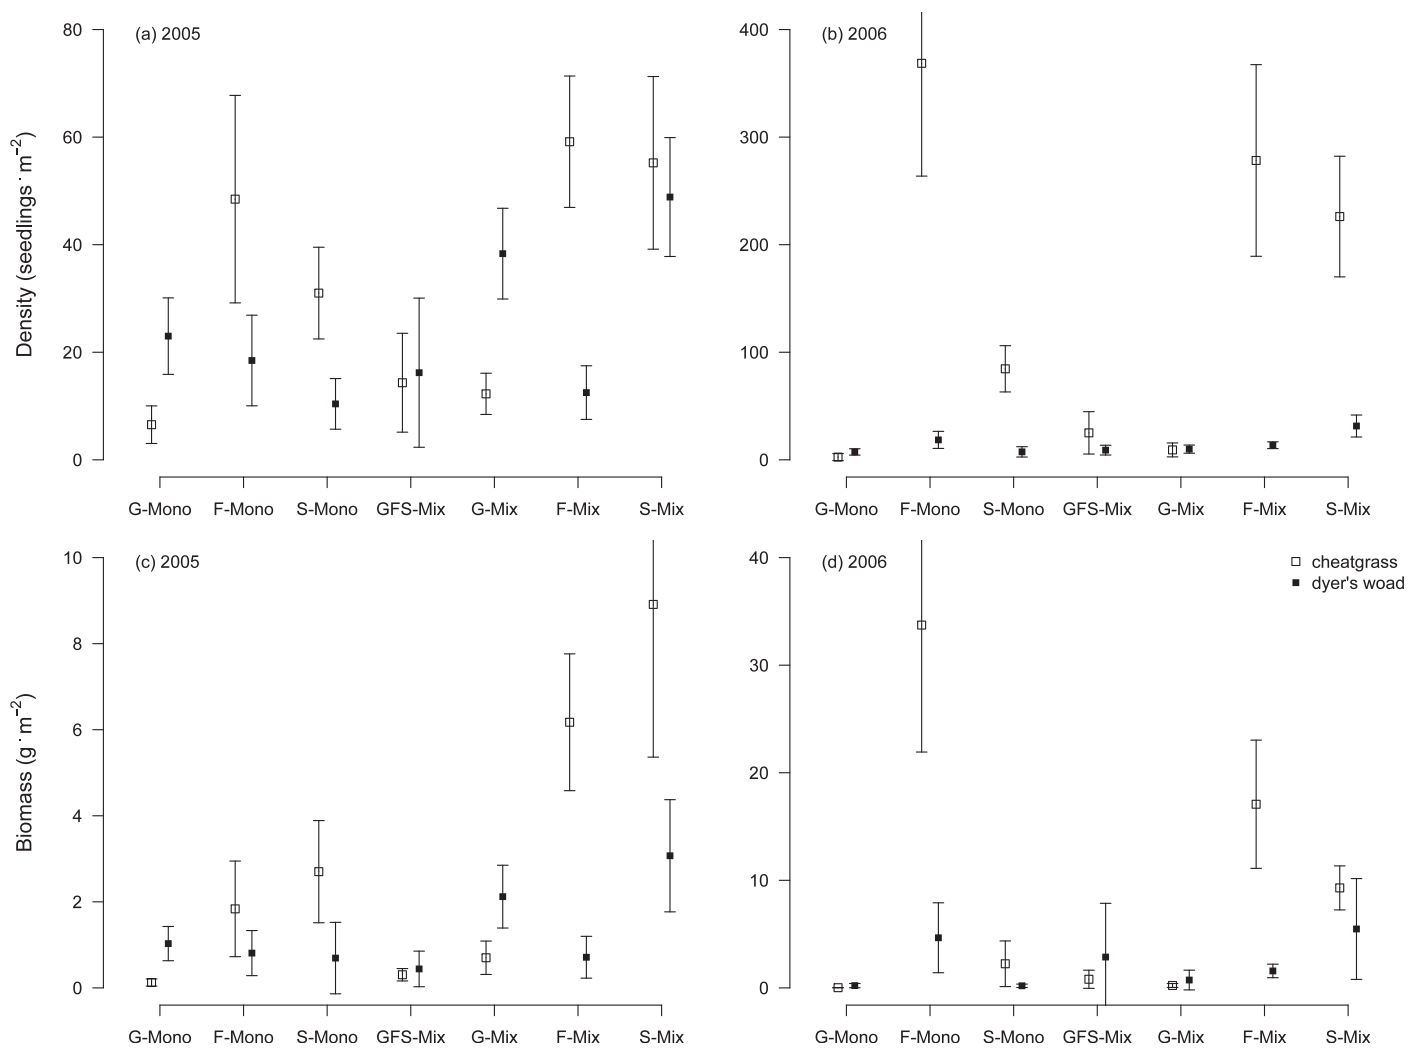 (a) 2005
80
60
40
20
0
Density (seedlings · m−2)
G-Mono F-Mono S-Mono GFS-Mix G-Mix F-Mix S-Mix
(b) 2006
400
300
200
100
0
G-Mono F-Mono S-Mono GFS-Mix G-Mix F-Mix S-Mix
(c) 2005
10
8
6
4
2
0
Biomass (g · m−2)
G-Mono F-Mono S-Mono GFS-Mix G-Mix F-Mix S-Mix
(d) 2006
cheatgrass
dyer's woad
40
30
20
10
0
G-Mono F-Mono S-Mono GFS-Mix G-Mix F-Mix S-Mix